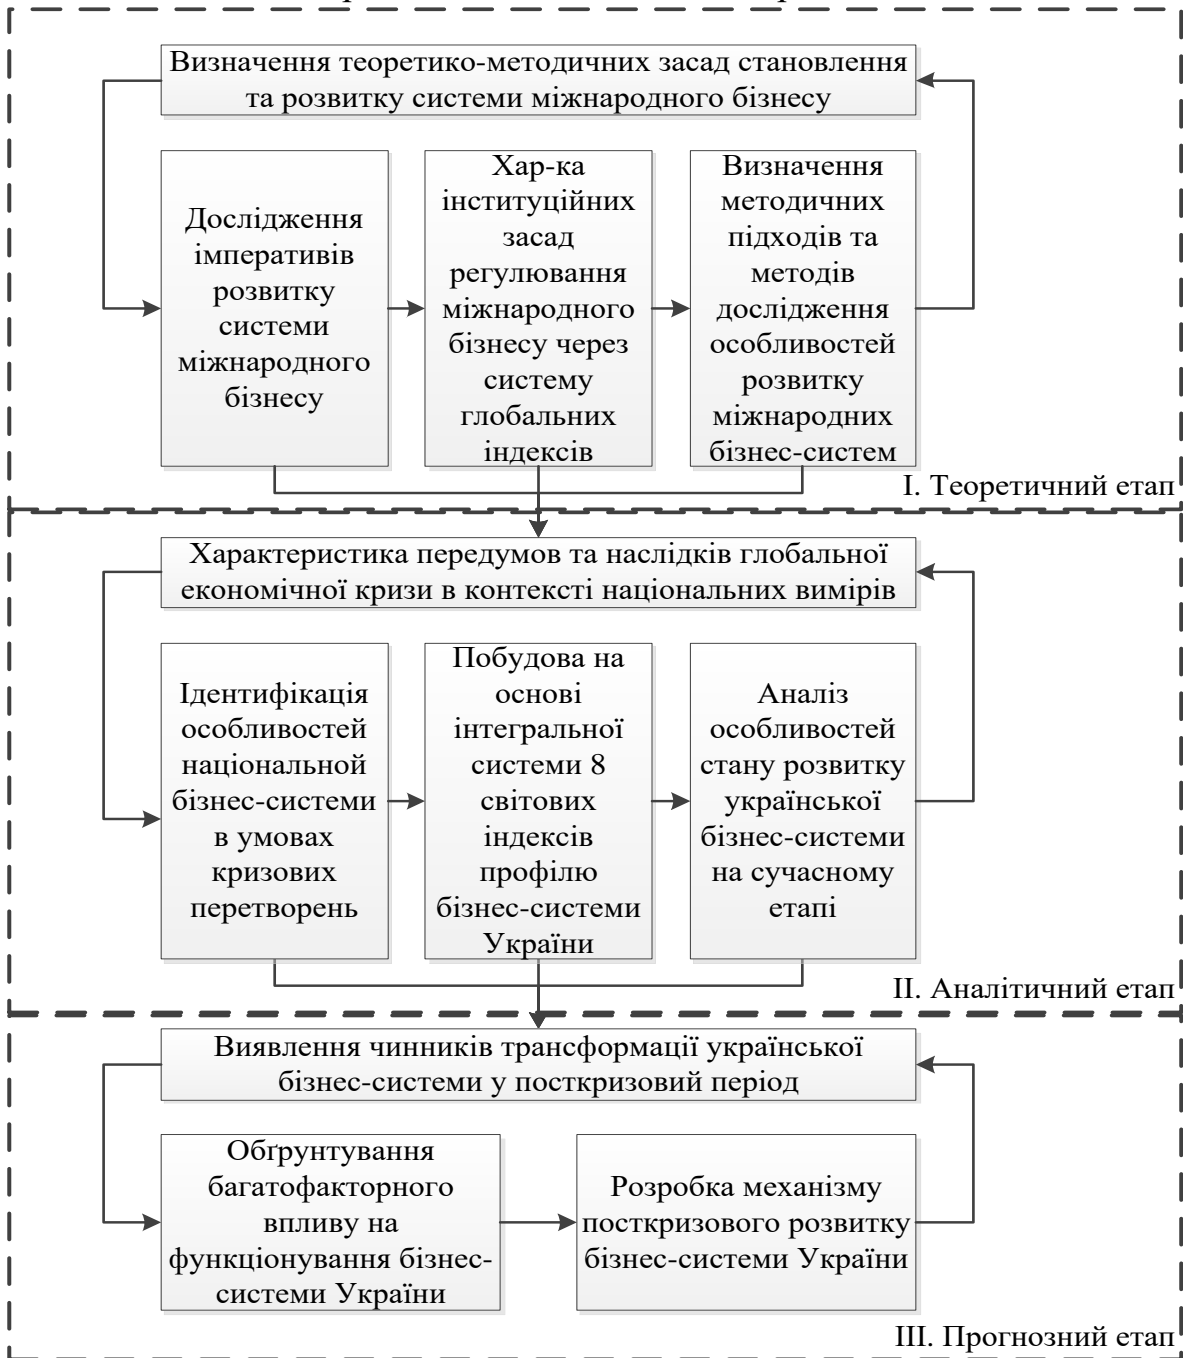 Визначення теоретико-методичних засад становлення
та розвитку системи міжнародного бізнесу
Дослідження
імперативів
розвитку
системи
міжнародного
бізнесу
Хар-ка
інституційних
засад
регулювання
міжнародного
бізнесу через
систему
глобальних
індексів
Визначення
методичних
підходів та
методів
дослідження
особливостей
розвитку
міжнародних
бізнес-систем
І. Теоретичний етап
Характеристика передумов та наслідків глобальної
економічної кризи в контексті національних вимірів
Ідентифікація
особливостей
національної
бізнес-системи
в умовах
кризових
перетворень
Побудова на
основі
інтегральної
системи 8
світових
індексів
профілю
бізнес-системи
України
Аналіз
особливостей
стану розвитку
української
бізнес-системи
на сучасному
етапі
ІІ. Аналітичний етап
Виявлення чинників трансформації української
бізнес-системи у посткризовий період
Обґрунтування
багатофакторного
впливу на
функціонування бізнес-
системи України
Розробка механізму
посткризового розвитку
бізнес-системи України
ІІІ. Прогнозний етап